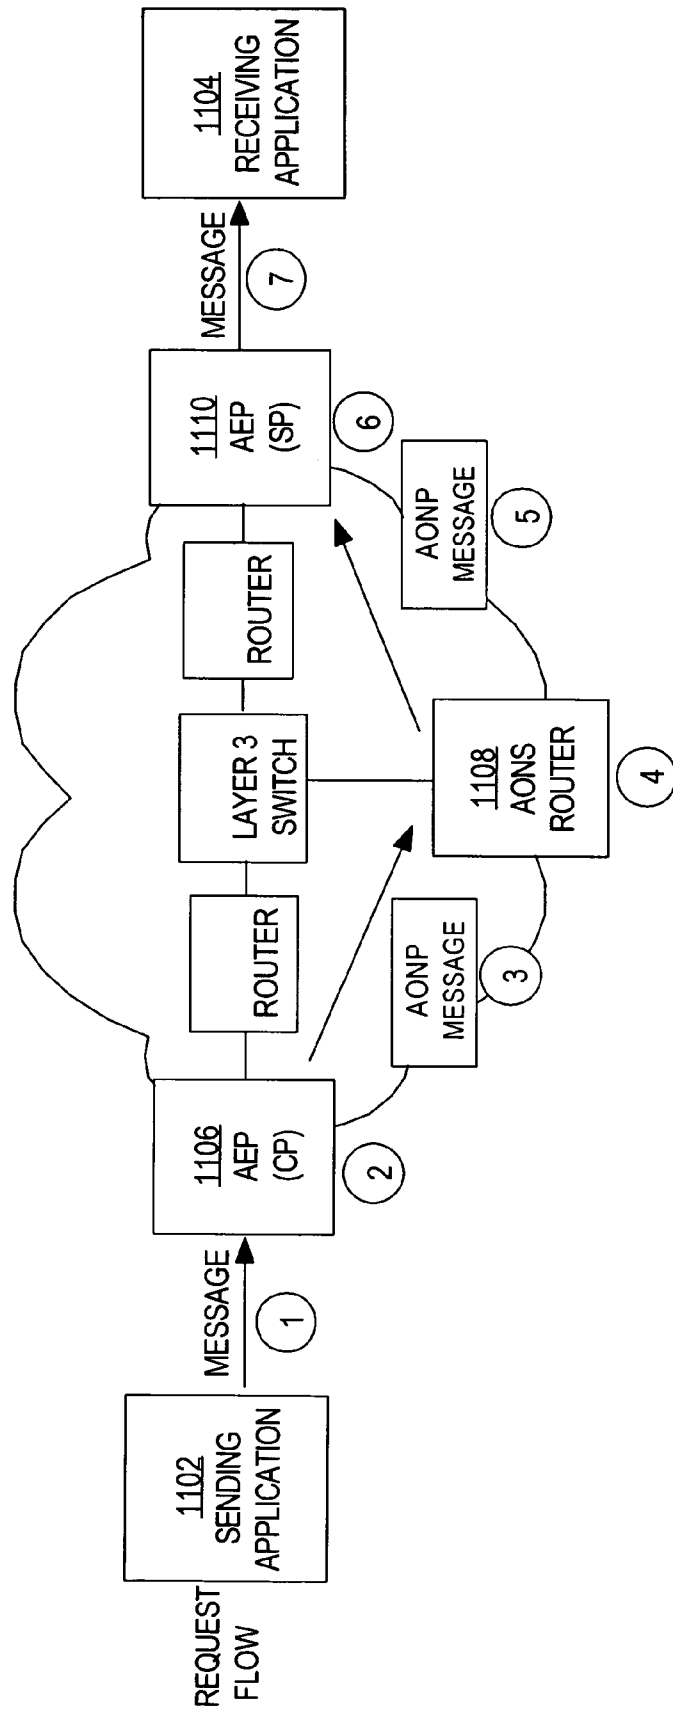 REQUEST
FLOW
1102
SENDING
APPLICATION
MESSAGE
1
1106
AEP
(CP)
2
ROUTER
AONP
MESSAGE
3
LAYER 3
SWITCH
1108
AONS
ROUTER
4
ROUTER
AONP
MESSAGE
5
1110
AEP
(SP)
6
MESSAGE
7
1104
RECEIVING
APPLICATION